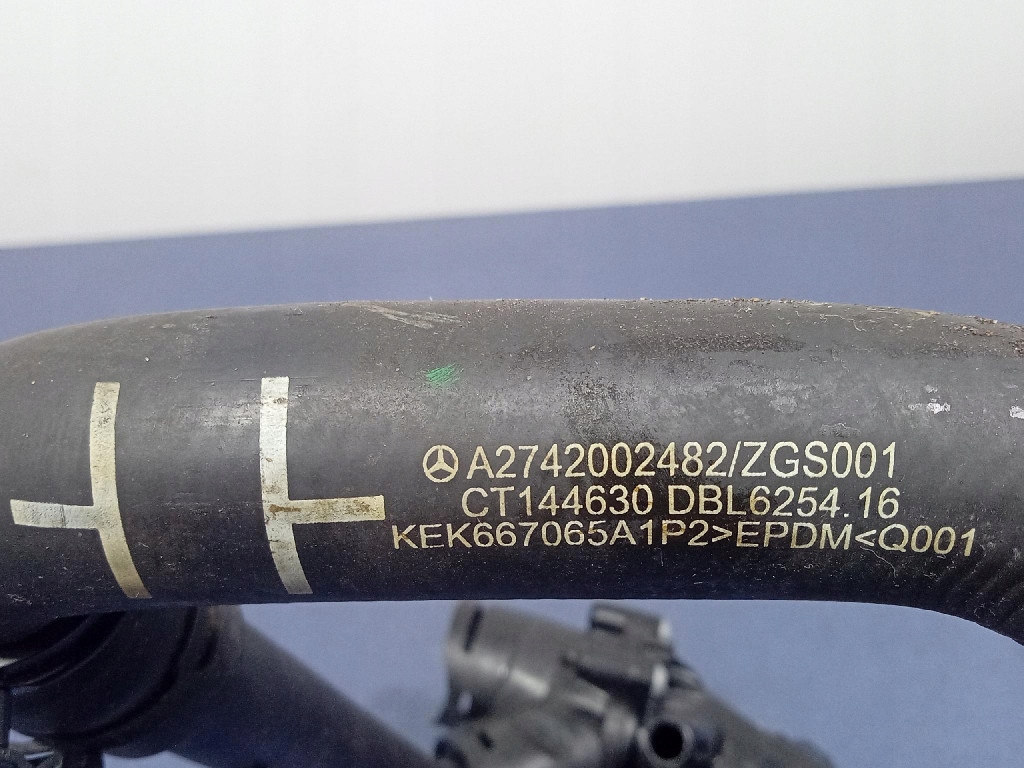 A2742002482/ZGS001
CT144630 DBL6254.16
KEK667065A1P2>EPDM<Q001